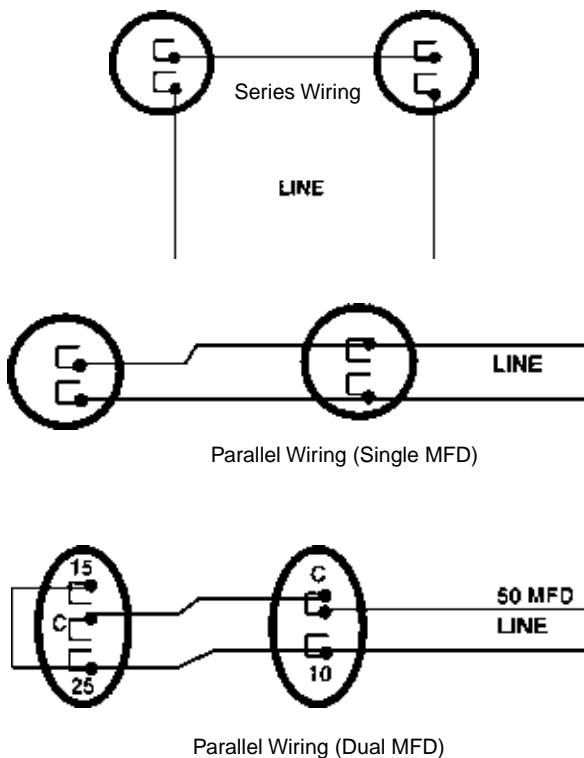 Series Wiring
LINE
LINE
Parallel Wiring (Single MFD)
15
C
50 MFD
C
LINE
25
10
Parallel Wiring (Dual MFD)